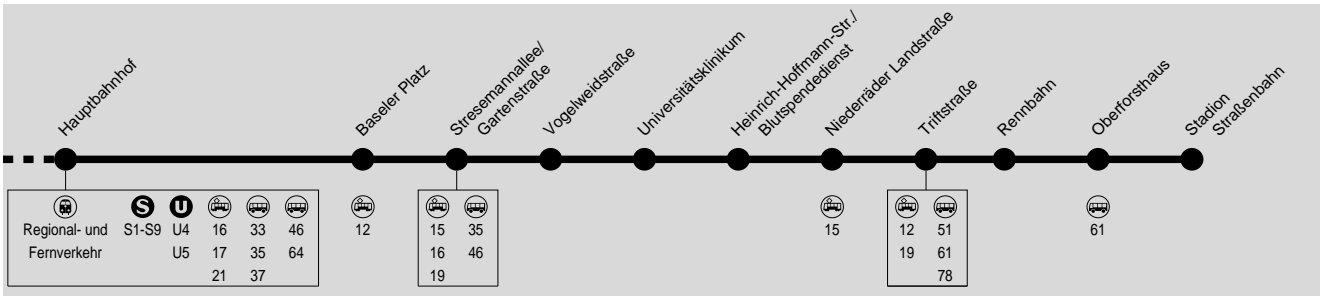 Hauptbahnhof
Baseler Platz
Stresemannallee/
Gartenstraße
Vogelweidstraße
Universitätsklinikum
Heinrich-Hoffmann-Str./
Blutspendedienst
Niederräder Landstraße
Triftstraße
Rennbahn
Oberforsthaus
Stadion
Straßenbahn
S U
Regional- und S1-S9 U4 16 33 46
Fernverkehr U5 17 35 64
21 37
12
15 35
16 46
19
15
12 51
19 61
78
61